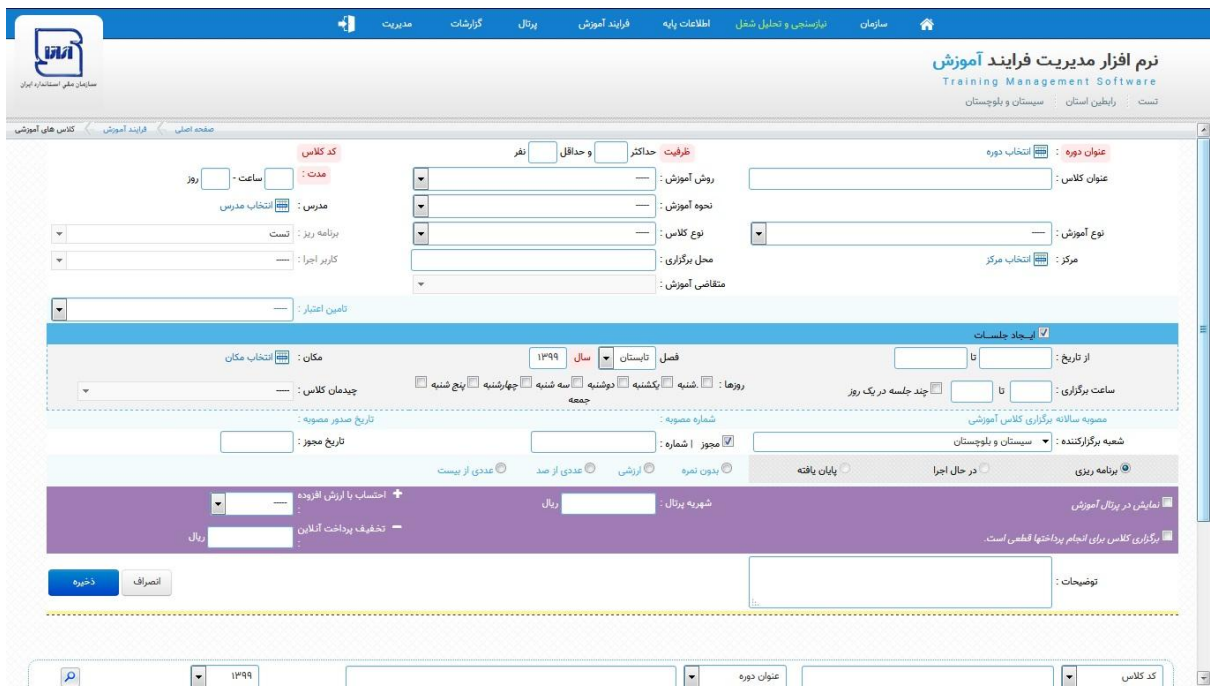 سازمان نیازسنجی و تحلیل شغل اطلاعات پایه فرایند آموزش پرتال گزارشات مدیریت
سازمان ملی استاندارد ایران
نرم افزار مدیریت فرایند آموزش
Training Management Software
تست رابطین استان سیستان و بلوچستان
صفحه اصلی فرایند آموزش کلاس های آموزشی
عنوان دوره : انتخاب دوره ظرفیت حداکثر و حداقل نفر کد کلاس
عنوان کلاس : روش آموزش : ---- مدت : ساعت - روز
نحوه آموزش : ---- مدرس : انتخاب مدرس
نوع آموزش : ---- نوع کلاس : ---- برنامه ریز : تست
مرکز : انتخاب مرکز محل برگزاری : کاربر اجرا : ----
متقاضی آموزش :
تامین اعتبار : ----
ایـجاد جلسـات
از تاریخ : تا فصل تابستان سال ۱۳۹۹ مکان : انتخاب مکان
ساعت برگزاری : تا چند جلسه در یک روز روزها : .شنبه یکشنبه دوشنبه سه شنبه چهارشنبه پنج شنبه چیدمان کلاس : ----
جمعه
مصوبه سالانه برگزاری کلاس آموزشی شماره مصوبه : تاریخ صدور مصوبه :
شعبه برگزارکننده : سیستان و بلوچستان مجوز | شماره : تاریخ مجوز :
برنامه ریزی در حال اجرا پایان یافته بدون نمره ارزشی عددی از صد عددی از بیست
نمایش در پرتال آموزش شهریه پرتال : ریال + احتساب با ارزش افزوده : ----
برگزاری کلاس برای انجام پرداختها قطعی است. – تخفیف پرداخت آنلاین : ریال
توضیحات : انصراف ذخیره
کد کلاس عنوان دوره ۱۳۹۹